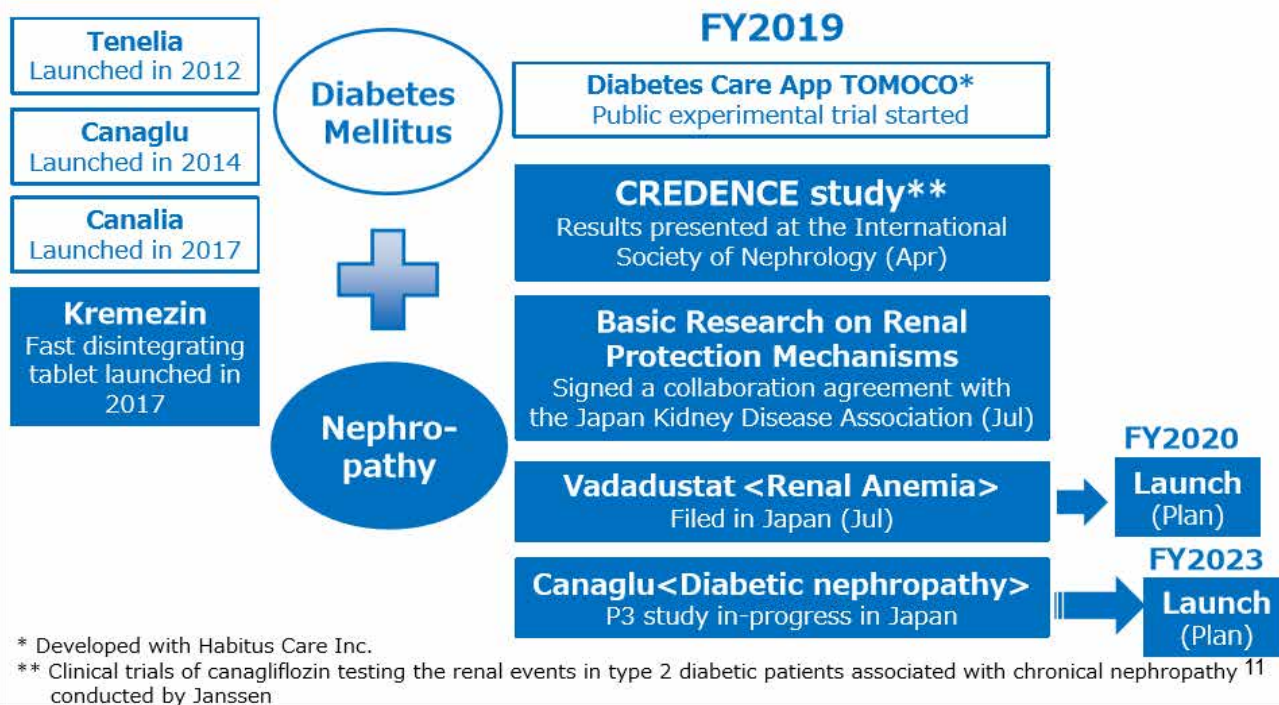 Tenelia
Launched in 2012
Canaglu
Launched in 2014
Canalia
Launched in 2017
Kremezin
Fast disintegrating
tablet launched in
2017
Diabetes
Mellitus
Nephro-
pathy
FY2019
Diabetes Care App TOMOCO*
Public experimental trial started
CREDENCE study**
Results presented at the International
Society of Nephrology (Apr)
Basic Research on Renal
Protection Mechanisms
Signed a collaboration agreement with
the Japan Kidney Disease Association (Jul)
Vadadustat <Renal Anemia>
Filed in Japan (Jul)
FY2020
Launch
(Plan)
Canaglu<Diabetic nephropathy>
P3 study in-progress in Japan
FY2023
Launch
(Plan)
* Developed with Habitus Care Inc.
** Clinical trials of canagliflozin testing the renal events in type 2 diabetic patients associated with chronical nephropathy
conducted by Janssen
11